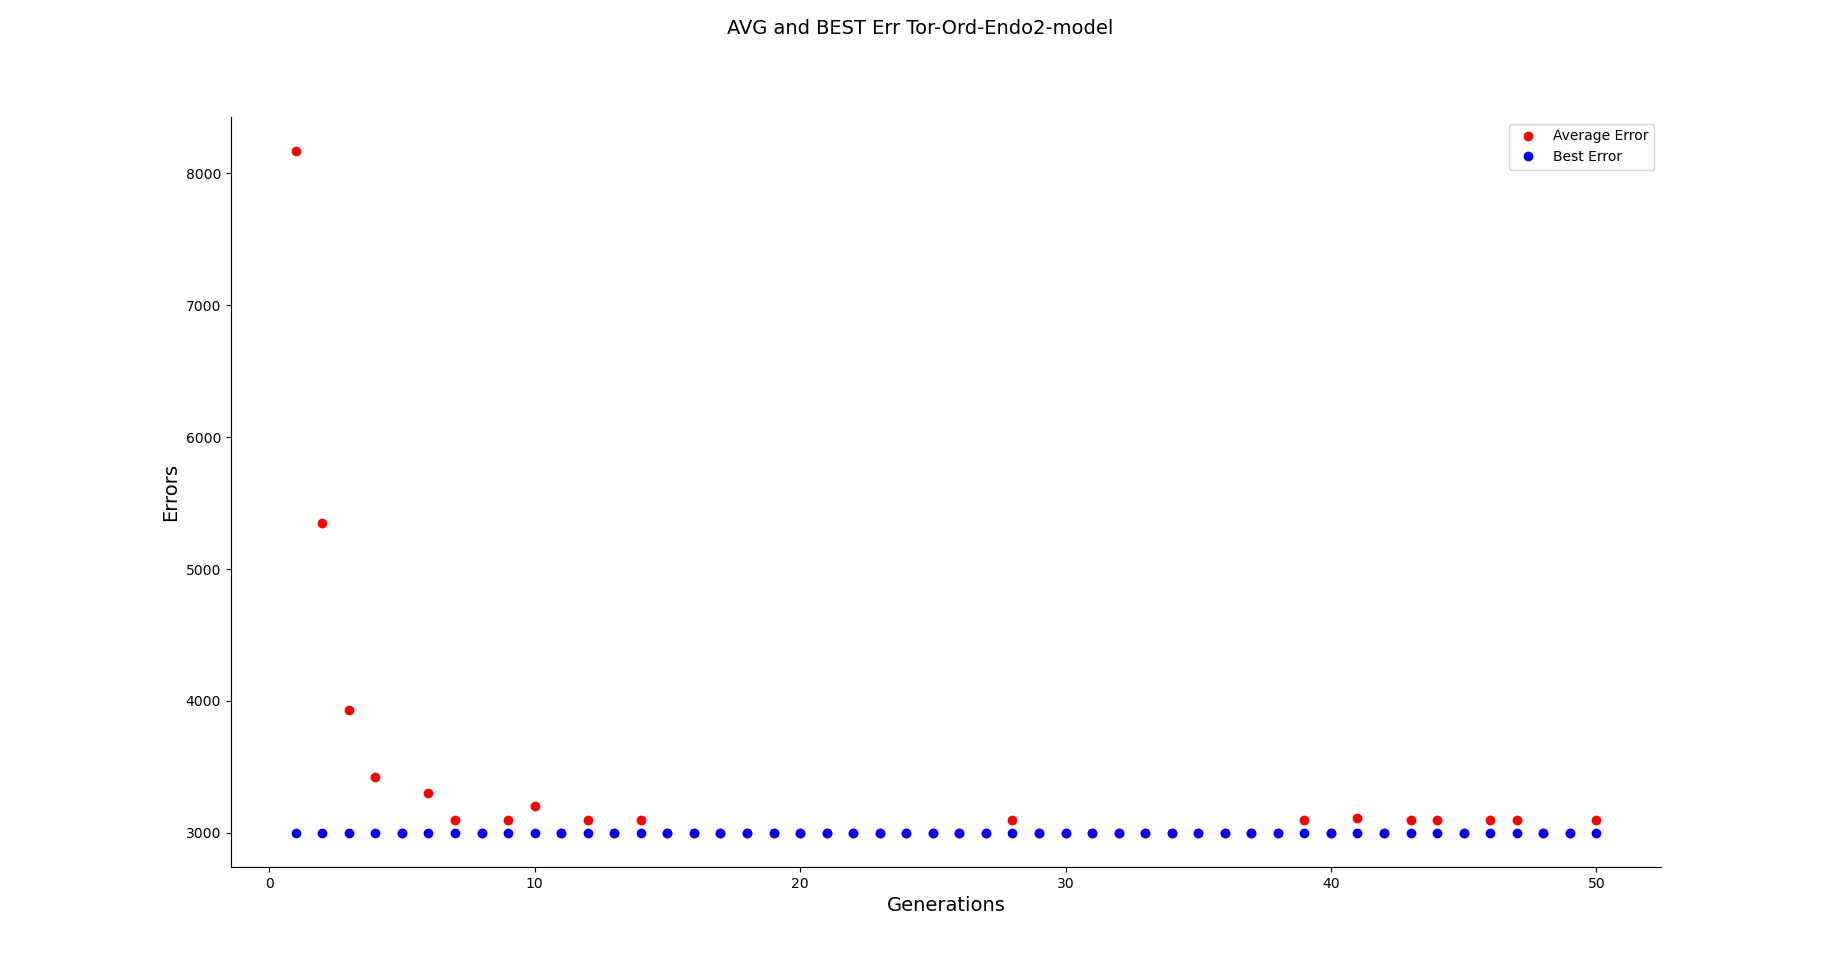 AVG and BEST Err Tor-Ord-Endo2-model
Average Error
Best Error
8000
7000
6000
5000
4000
3000
Errors
0 10 20 30 40 50
Generations